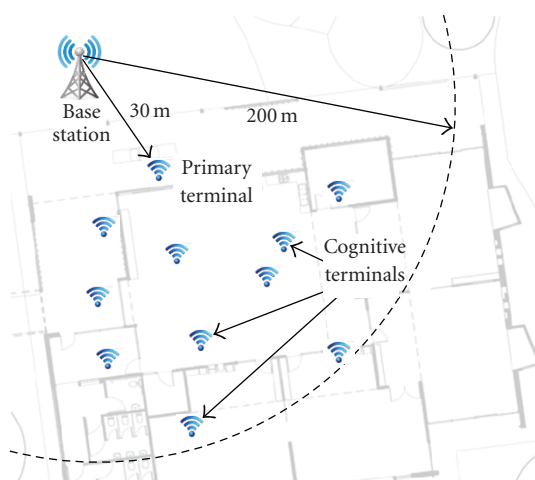 Base
station
30 m
200 m
Primary
terminal
Cognitive
terminals